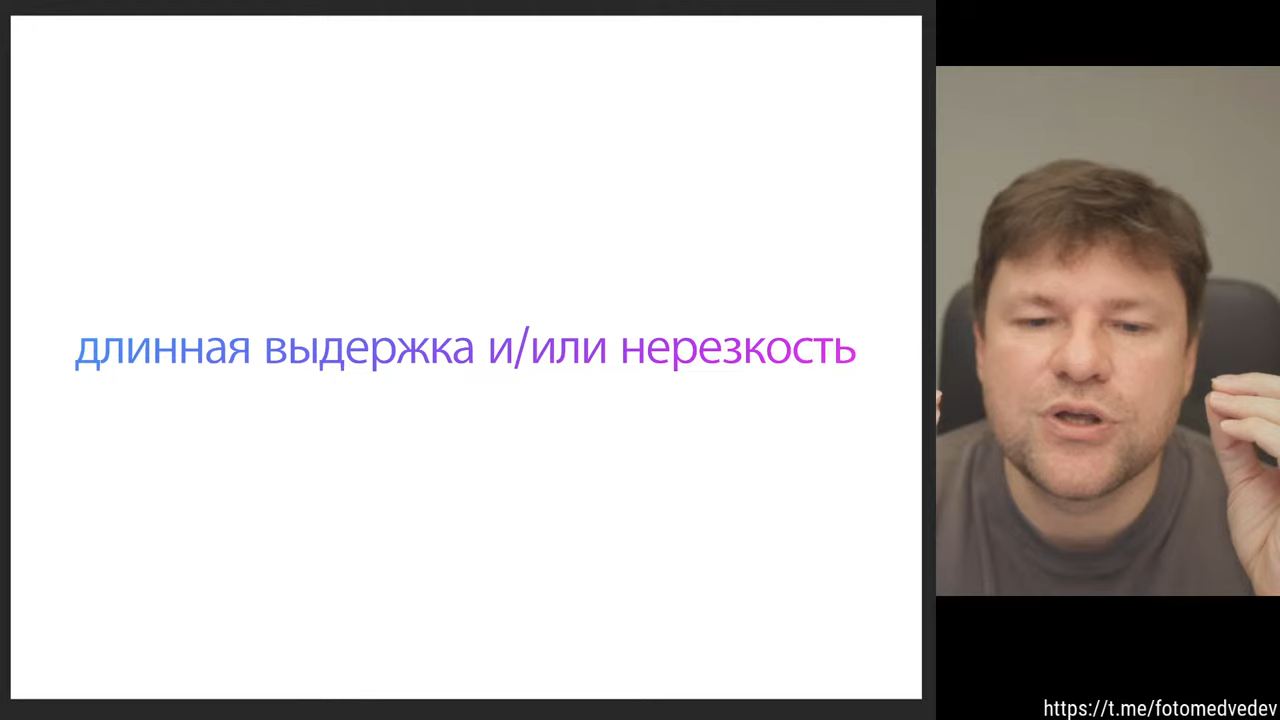 длинная выдержка и/или нерезкость
https://t.me/fotomedvedev